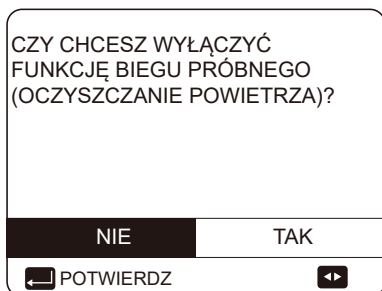 CZY CHCESZ WYŁĄCZYĆ
FUNKCJĘ BIEGU PRÓBNEGO
(OCZYSZCZANIE POWIETRZA)?
NIE TAK
POTWIERDZ